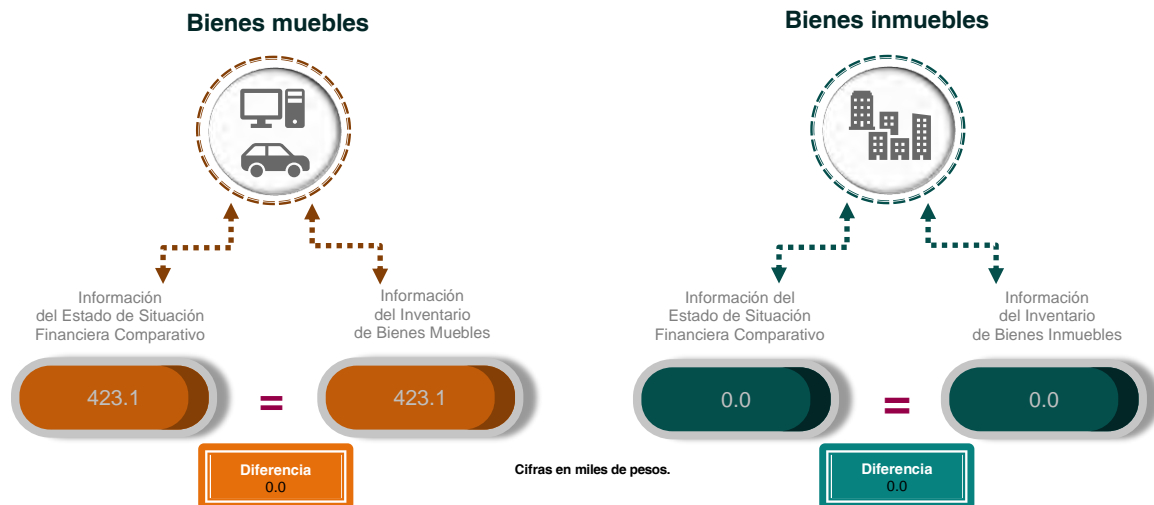 Bienes muebles
Información
del Estado de Situación
Financiera Comparativo
423.1
=
Información
del Inventario
de Bienes Muebles
423.1
Diferencia
0.0
Cifras en miles de pesos.
Bienes inmuebles
Información del
Estado de Situación
Financiera Comparativo
0.0
=
Información
del Inventario
de Bienes Inmuebles
0.0
Diferencia
0.0